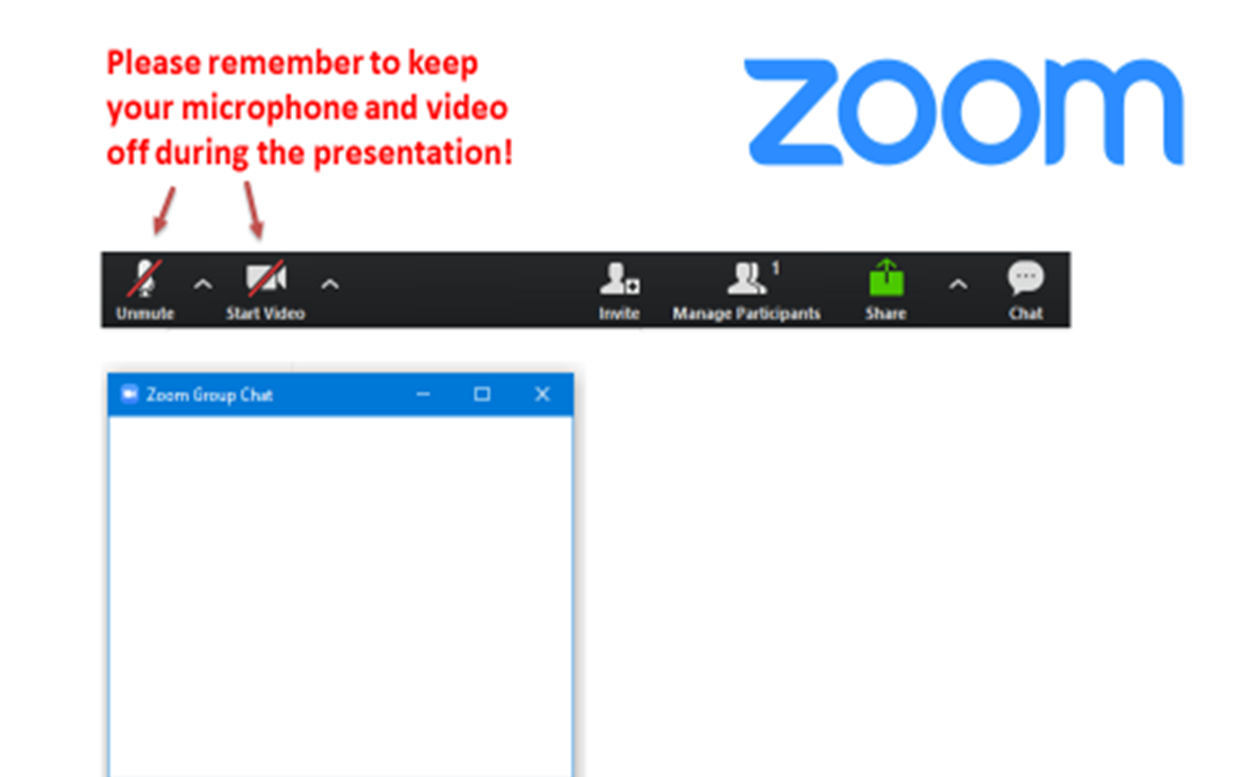 Please remember to keep
your microphone and video
off during the presentation!
zoom
Unmute Start Video Invite Manage Participants 1 Share Chat
Zoom Group Chat